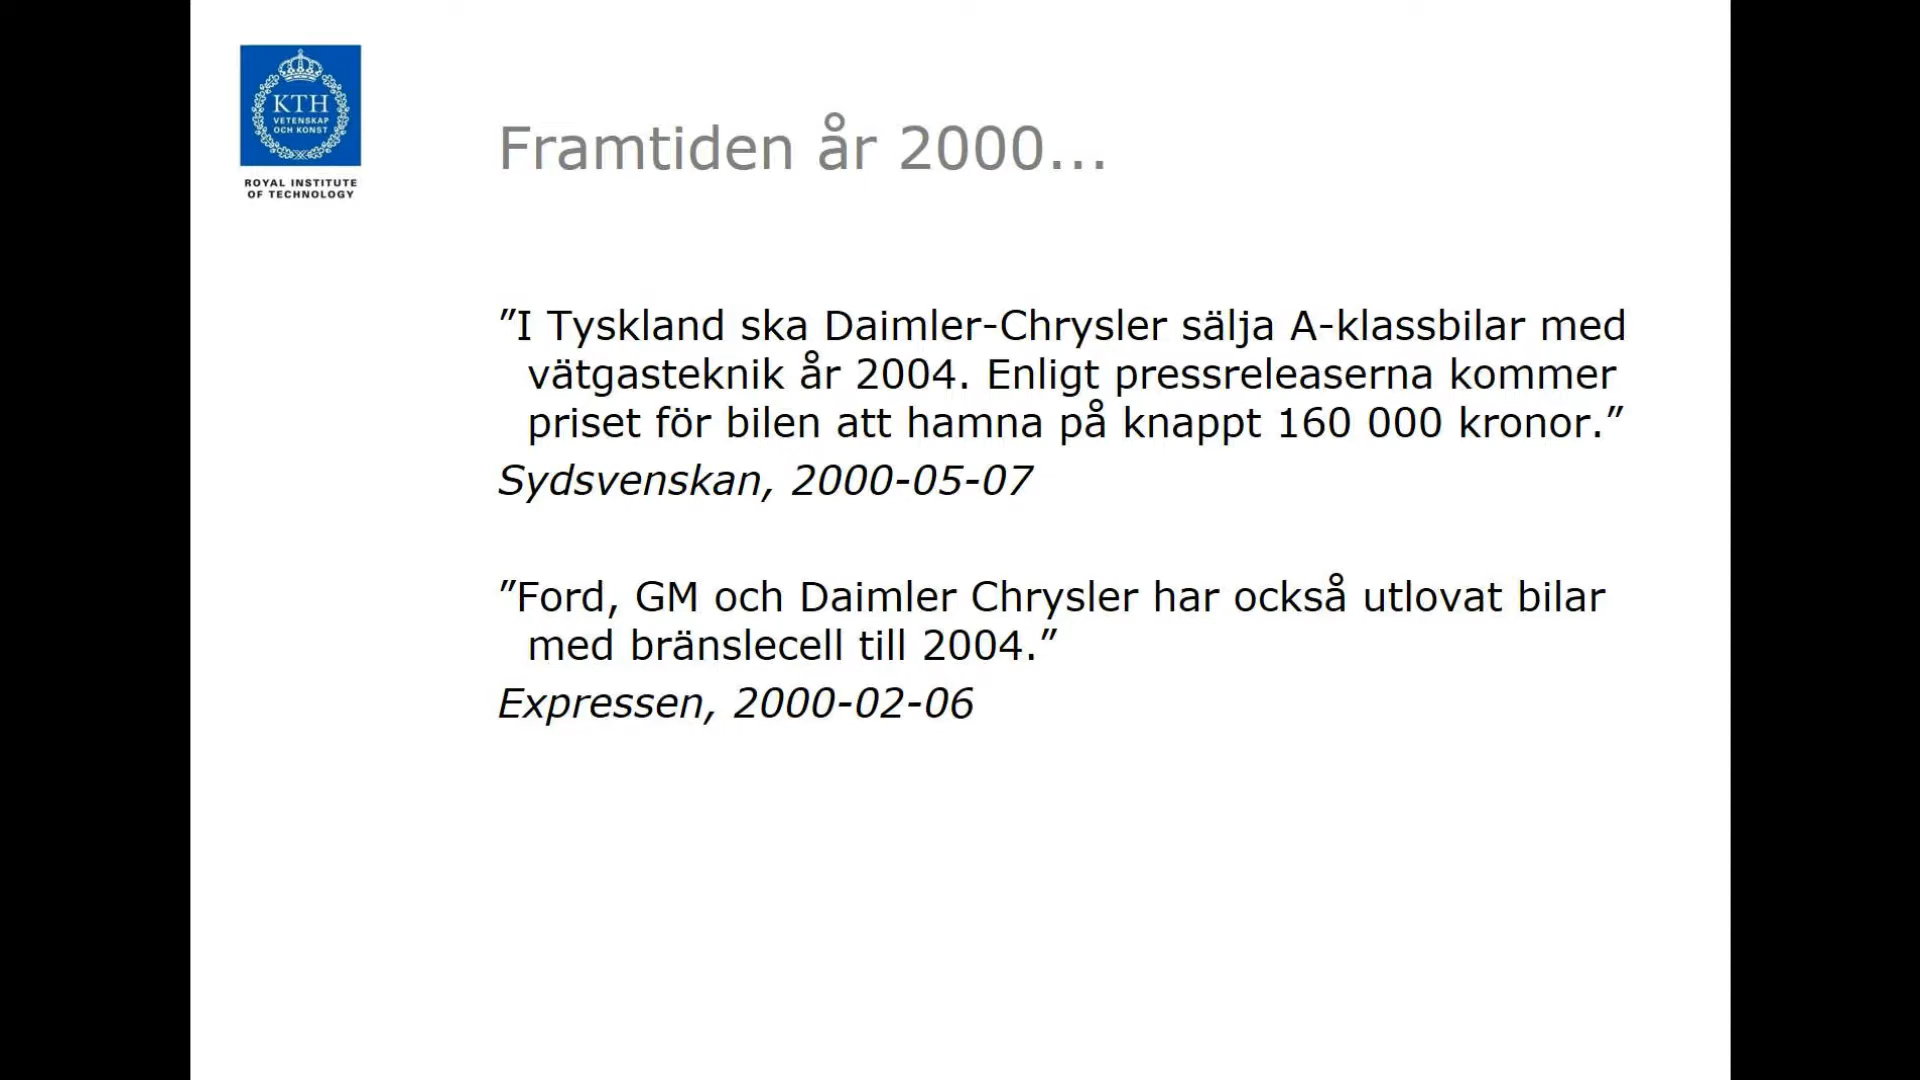 KTH
VETENSKAP
OCH KONST
ROYAL INSTITUTE
OF TECHNOLOGY
Framtiden år 2000...
”I Tyskland ska Daimler-Chrysler sälja A-klassbilar med
vätgasteknik år 2004. Enligt pressreleaserna kommer
priset för bilen att hamna på knappt 160 000 kronor.”
Sydsvenskan, 2000-05-07
”Ford, GM och Daimler Chrysler har också utlovat bilar
med bränslecell till 2004.”
Expressen, 2000-02-06